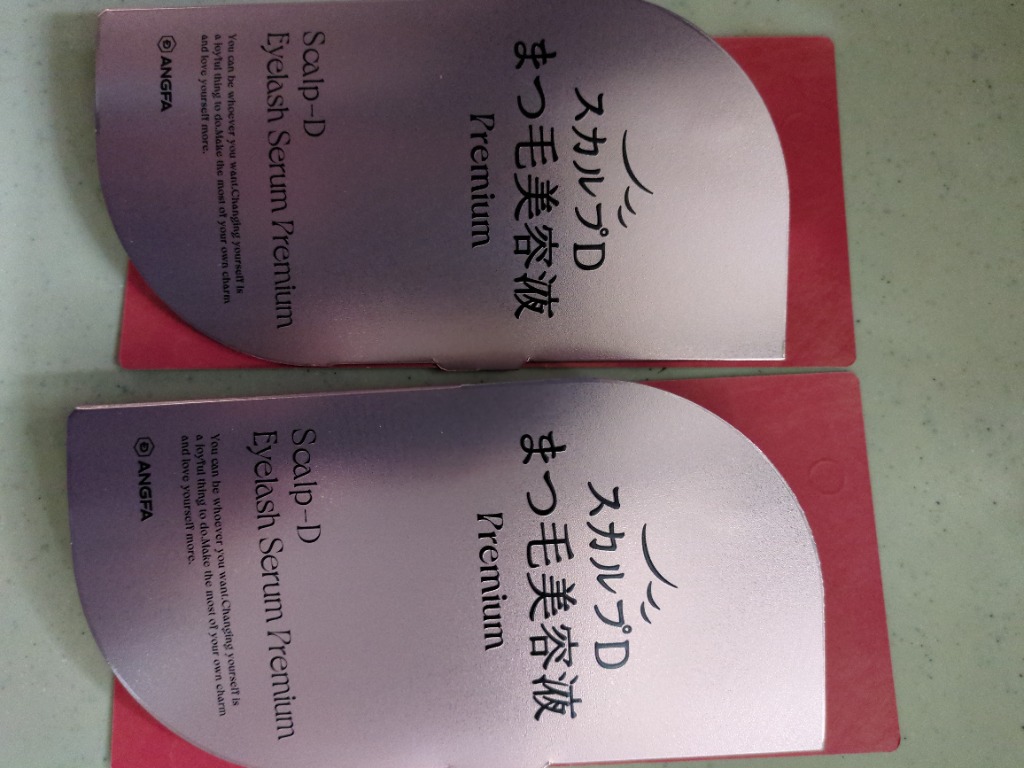 スカルプD
まつ毛美容液
Premium
Scalp-D
Eyelash Serum Premium
You can be whoever you want.Changing yourself is
a joyful thing to do.Make the most of your own charm
and love yourself more.
ANGFA
スカルプD
まつ毛美容液
Premium
Scalp-D
Eyelash Serum Premium
You can be whoever you want.Changing yourself is
a joyful thing to do.Make the most of your own charm
and love yourself more.
ANGFA